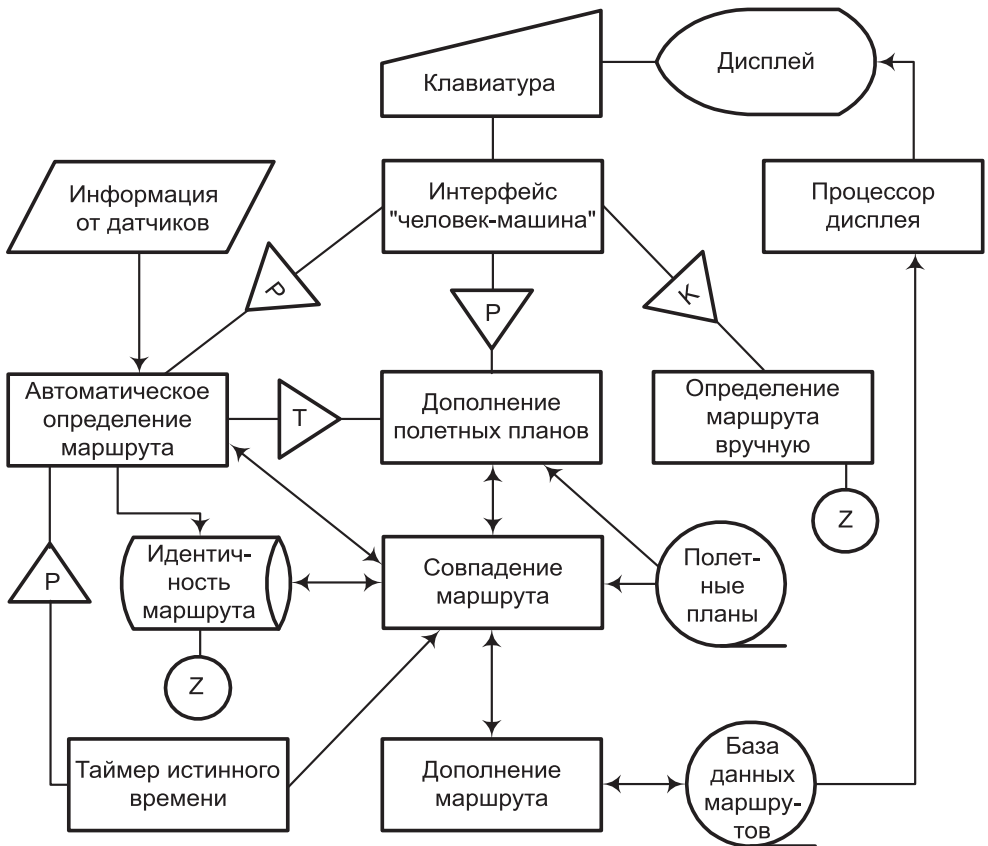 Клавиатура
Дисплей
Информация
от датчиков
Интерфейс
"человек-машина"
Процессор
дисплея
P
P
K
Автоматическое
определение
маршрута
T
Дополнение
полетных планов
Определение
маршрута
вручную
Z
P
Идентич-
ность
маршрута
Совпадение
маршрута
Полет-
ные
планы
Z
Таймер истинного
времени
Дополнение
маршрута
База
данных
маршру-
тов